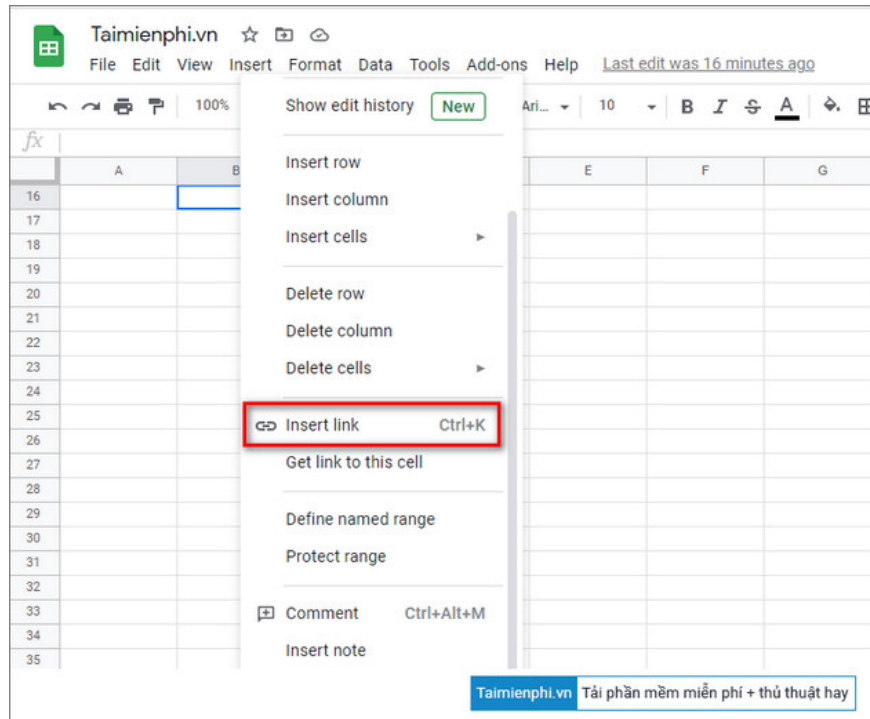 Taimienphi.vn
File Edit View Insert Format Data Tools Add-ons Help Last edit was 16 minutes ago
100% Ari... 10 B I S A
fx
A B E F G
Show edit history New
Insert row
Insert column
Insert cells
Delete row
Delete column
Delete cells
Insert link Ctrl+K
Get link to this cell
Define named range
Protect range
Comment Ctrl+Alt+M
Insert note
16
17
18
19
20
21
22
23
24
25
26
27
28
29
30
31
32
33
34
35
Taimienphi.vn Tải phần mềm miễn phí + thủ thuật hay